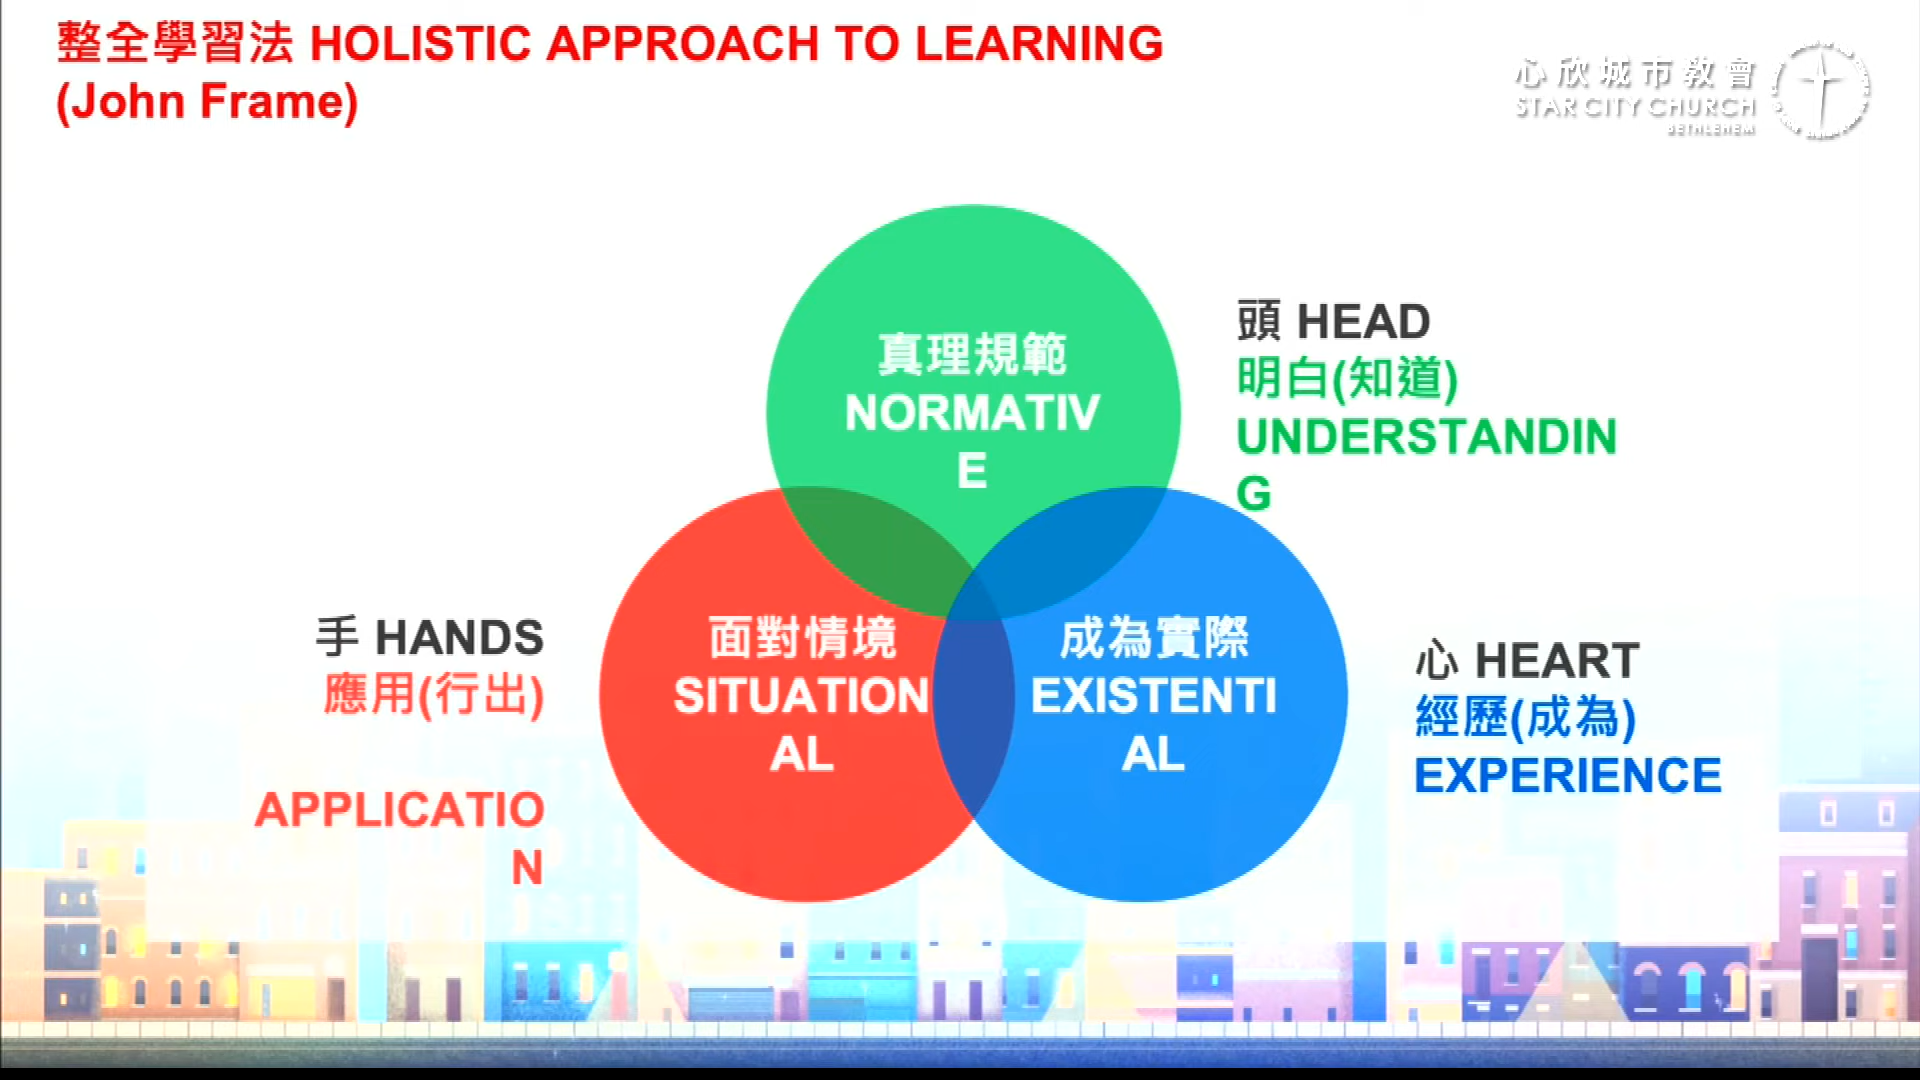 整全學習法 HOLISTIC APPROACH TO LEARNING
(John Frame)
心欣城市教會
STAR CITY CHURCH
BETHLEHEM
真理規範
NORMATIV
E
頭 HEAD
明白(知道)
UNDERSTANDIN
G
手 HANDS
應用(行出)
APPLICATIO
N
面對情境
SITUATION
AL
成為實際
EXISTENTI
AL
心 HEART
經歷(成為)
EXPERIENCE